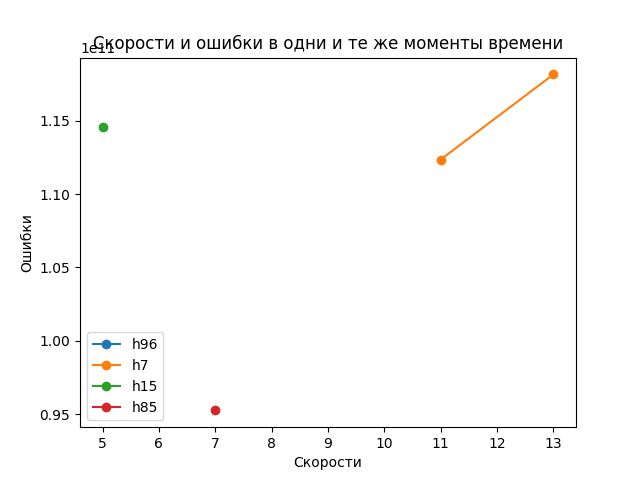 Скорости и ошибки в одни и те же моменты времени
1e11
1.15
1.10
1.05
1.00
0.95
Ошибки
h96
h7
h15
h85
5 6 7 8 9 10 11 12 13
Скорости